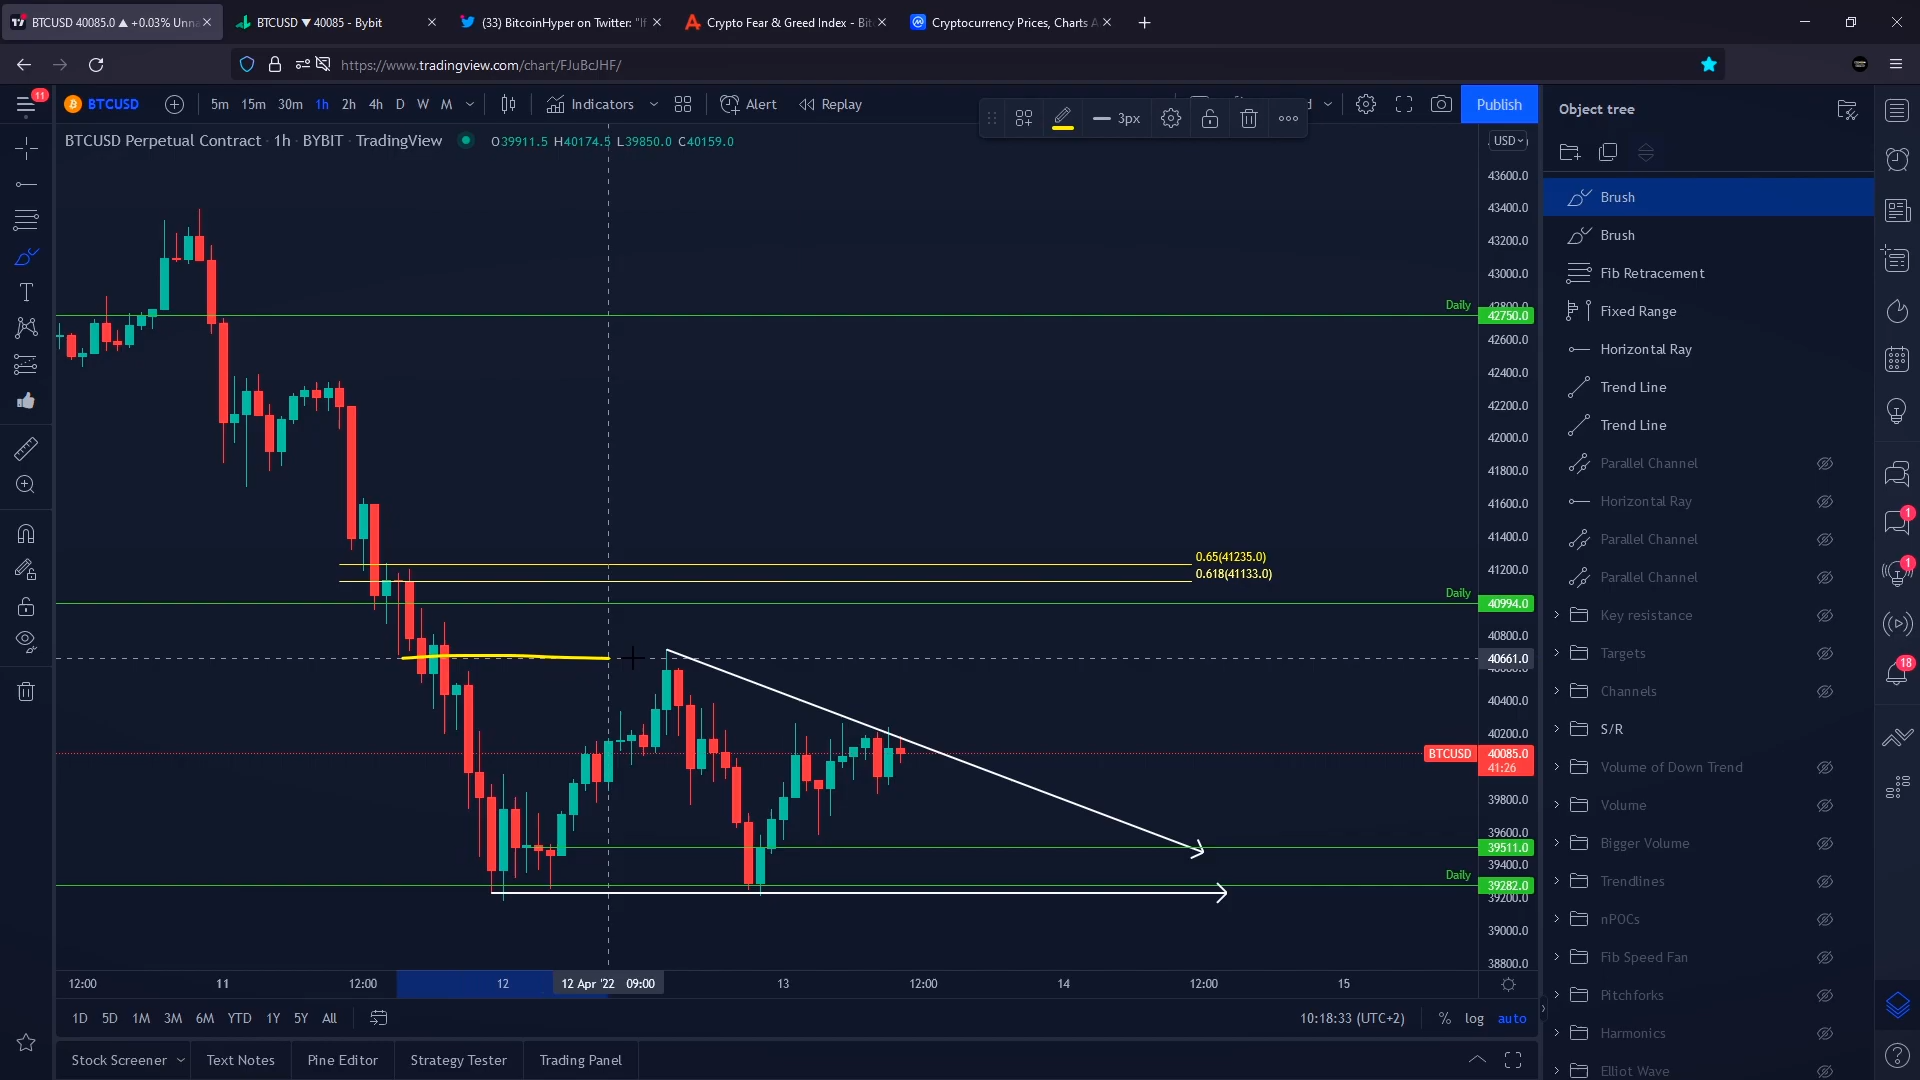 BTCUSD 40085.0 ▲ +0.03% Unna
BTCUSD ▼ 40085 - Bybit
(33) BitcoinHyper on Twitter: "If
Crypto Fear & Greed Index - Bit
Cryptocurrency Prices, Charts A
https://www.tradingview.com/chart/FJuBcJHF/
11
BTCUSD
5m 15m 30m 1h 2h 4h D W M
Indicators
Alert
Replay
Publish
3px
BTCUSD Perpetual Contract · 1h · BYBIT · TradingView
O39911.5 H40174.5 L39850.0 C40159.0
USD
43600.0
43400.0
43200.0
43000.0
42800.0
Daily
42750.0
42600.0
42400.0
42200.0
42000.0
41800.0
41600.0
41400.0
0.65(41235.0)
41200.0
0.618(41133.0)
Daily
40994.0
40800.0
40661.0
40400.0
40200.0
BTCUSD
40085.0
41:26
39800.0
39600.0
39511.0
39400.0
Daily
39282.0
39200.0
39000.0
38800.0
12:00 11 12:00 12 12 Apr '22 09:00 13 12:00 14 12:00 15
1D 5D 1M 3M 6M YTD 1Y 5Y All
10:18:33 (UTC+2)
% log auto
Stock Screener
Text Notes
Pine Editor
Strategy Tester
Trading Panel
Object tree
Brush
Brush
Fib Retracement
Fixed Range
Horizontal Ray
Trend Line
Trend Line
Parallel Channel
Horizontal Ray
Parallel Channel
Parallel Channel
Key resistance
Targets
Channels
S/R
Volume of Down Trend
Volume
Bigger Volume
Trendlines
nPOCs
Fib Speed Fan
Pitchforks
Harmonics
Elliot Wave
1
1
18